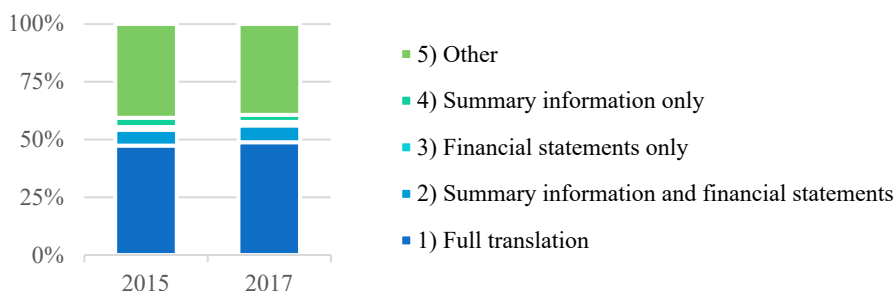 100%
75%
50%
25%
0%
2015
2017
5) Other
4) Summary information only
3) Financial statements only
2) Summary information and financial statements
1) Full translation